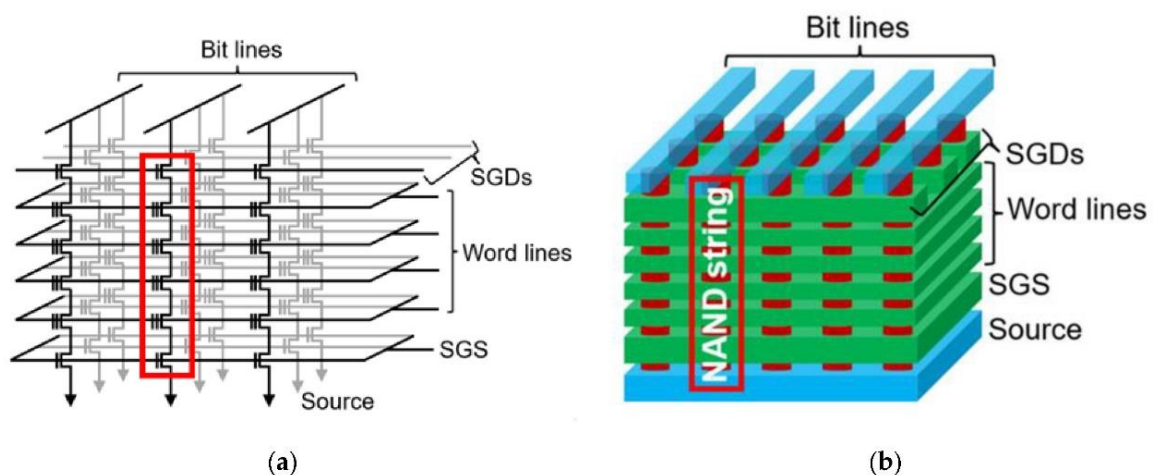 Bit lines
SGDs
Word lines
SGS
Source
(a)
Bit lines
SGDs
Word lines
SGS
Source
NAND string
(b)